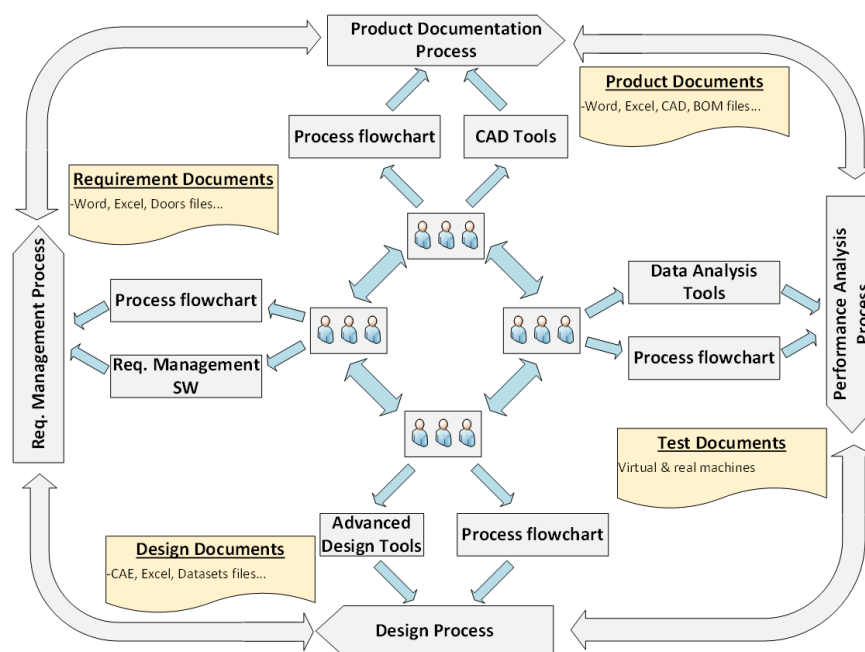 Product Documentation
Process
Product Documents
-Word, Excel, CAD, BOM files...
Process flowchart
CAD Tools
Requirement Documents
-Word, Excel, Doors files...
Req. Management Process
Process flowchart
Req. Management
SW
Data Analysis
Tools
Process flowchart
Performance Analysis
Process
Test Documents
Virtual & real machines
Advanced
Design Tools
Process flowchart
Design Documents
-CAE, Excel, Datasets files...
Design Process